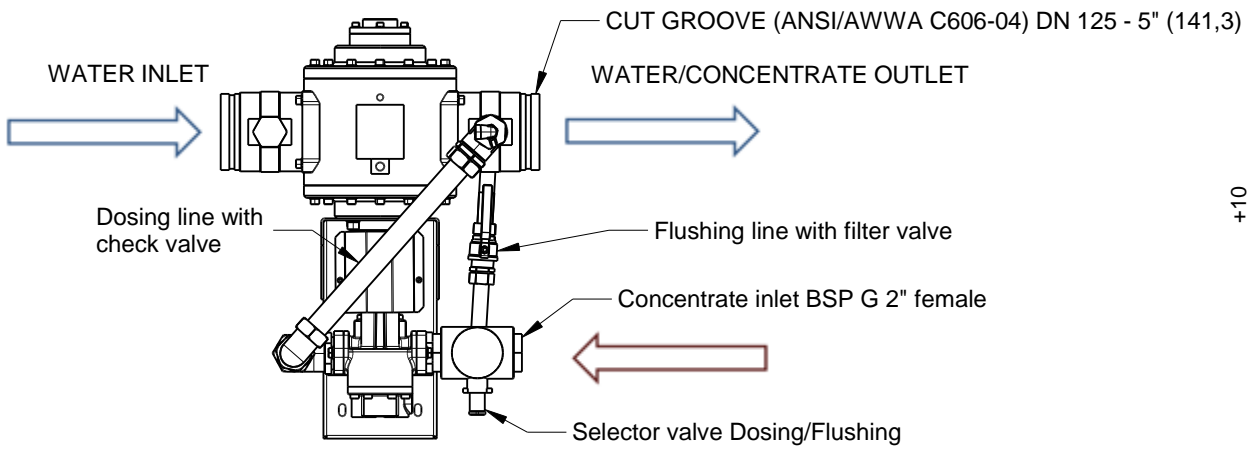 CUT GROOVE (ANSI/AWWA C606-04) DN 125 - 5" (141,3)
WATER INLET
WATER/CONCENTRATE OUTLET
+10
Dosing line with
check valve
Flushing line with filter valve
Concentrate inlet BSP G 2" female
Selector valve Dosing/Flushing